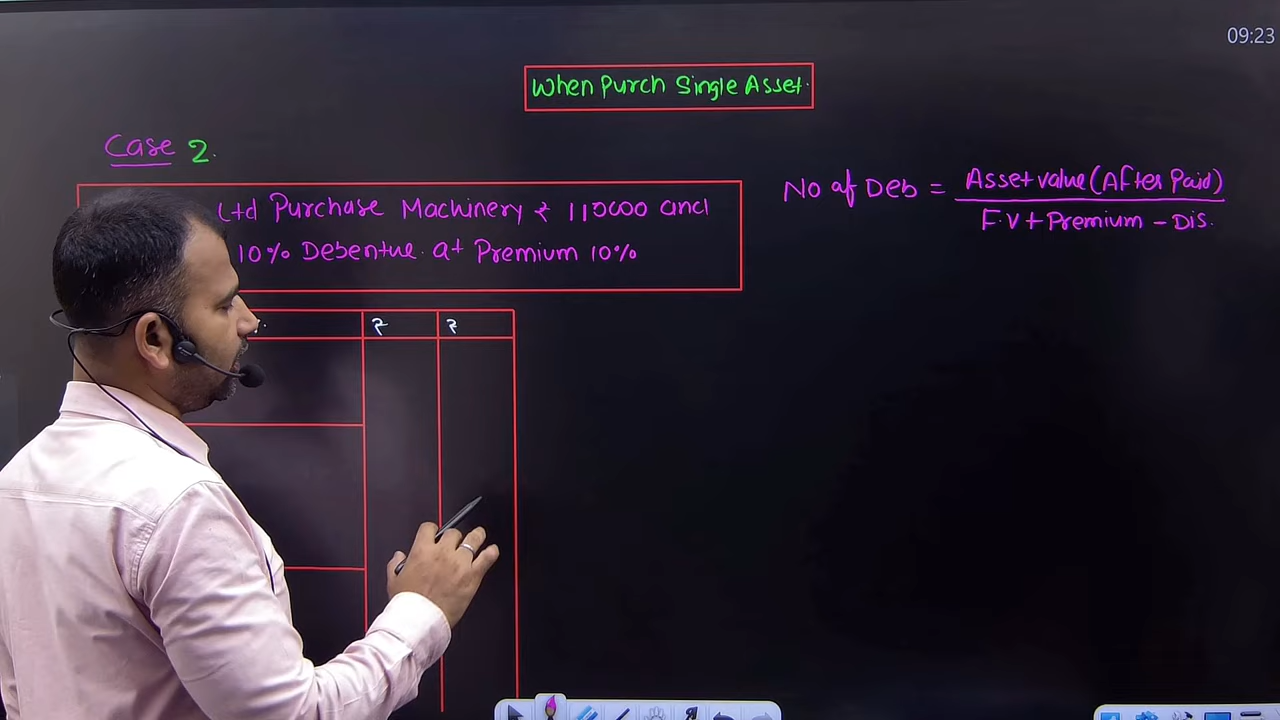 09:23
When Purch Single Asset.
Case 2.
Ltd Purchase Machinery ₹ 110000 and
10% Debentue. at Premium 10%
No of Deb = Asset value (After Paid)
F.V + Premium - Dis.
₹ ₹